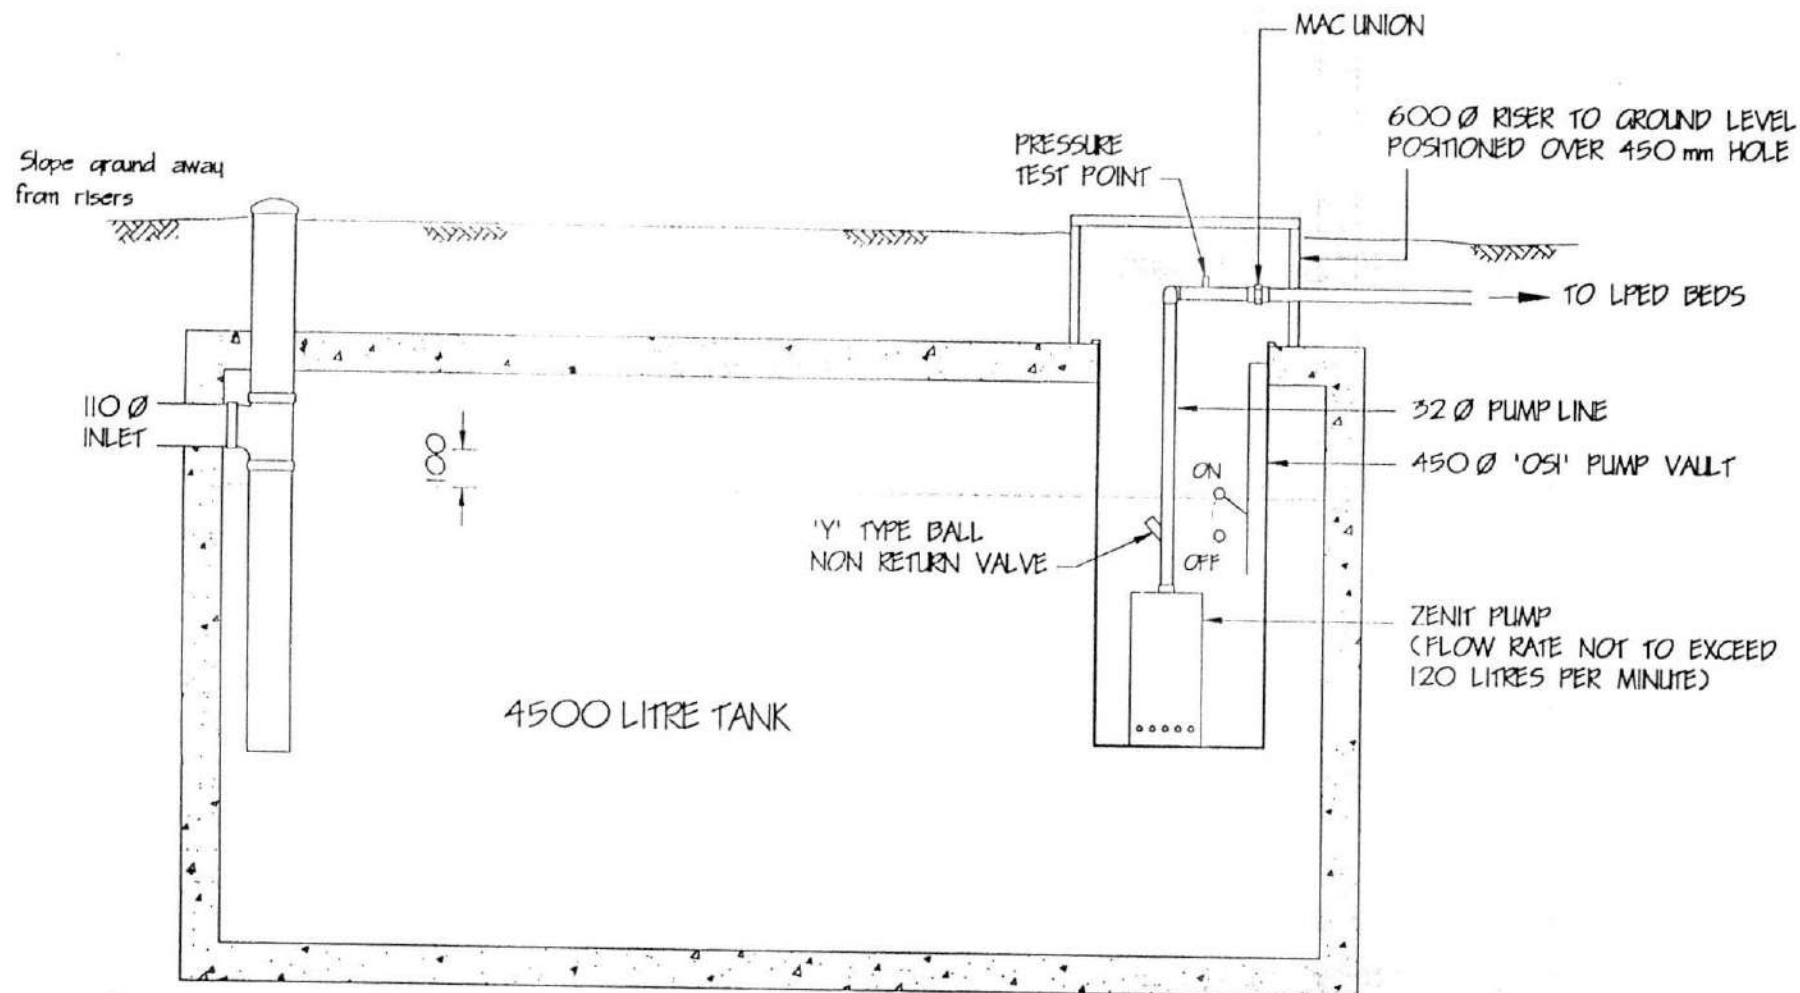 MAC UNION
600 Ø RISER TO GROUND LEVEL
POSITIONED OVER 450 mm HOLE
PRESSURE
TEST POINT
Slope ground away
from risers
TO LPED BEDS
110 Ø
INLET
100
32 Ø PUMP LINE
450 Ø 'OSI' PUMP VAULT
ON
OFF
'Y' TYPE BALL
NON RETURN VALVE
ZENIT PUMP
(FLOW RATE NOT TO EXCEED
120 LITRES PER MINUTE)
4500 LITRE TANK